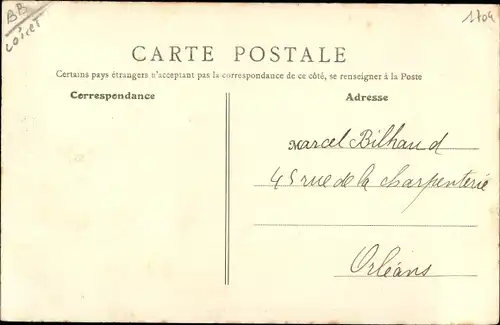 BB
Loiret
1704
CARTE POSTALE
Certains pays étrangers n'acceptant pas la correspondance de ce côté, se renseigner à la Poste
Correspondance
Adresse
Marcel Bilhaud
45 rue de la charpenterie
Orléans